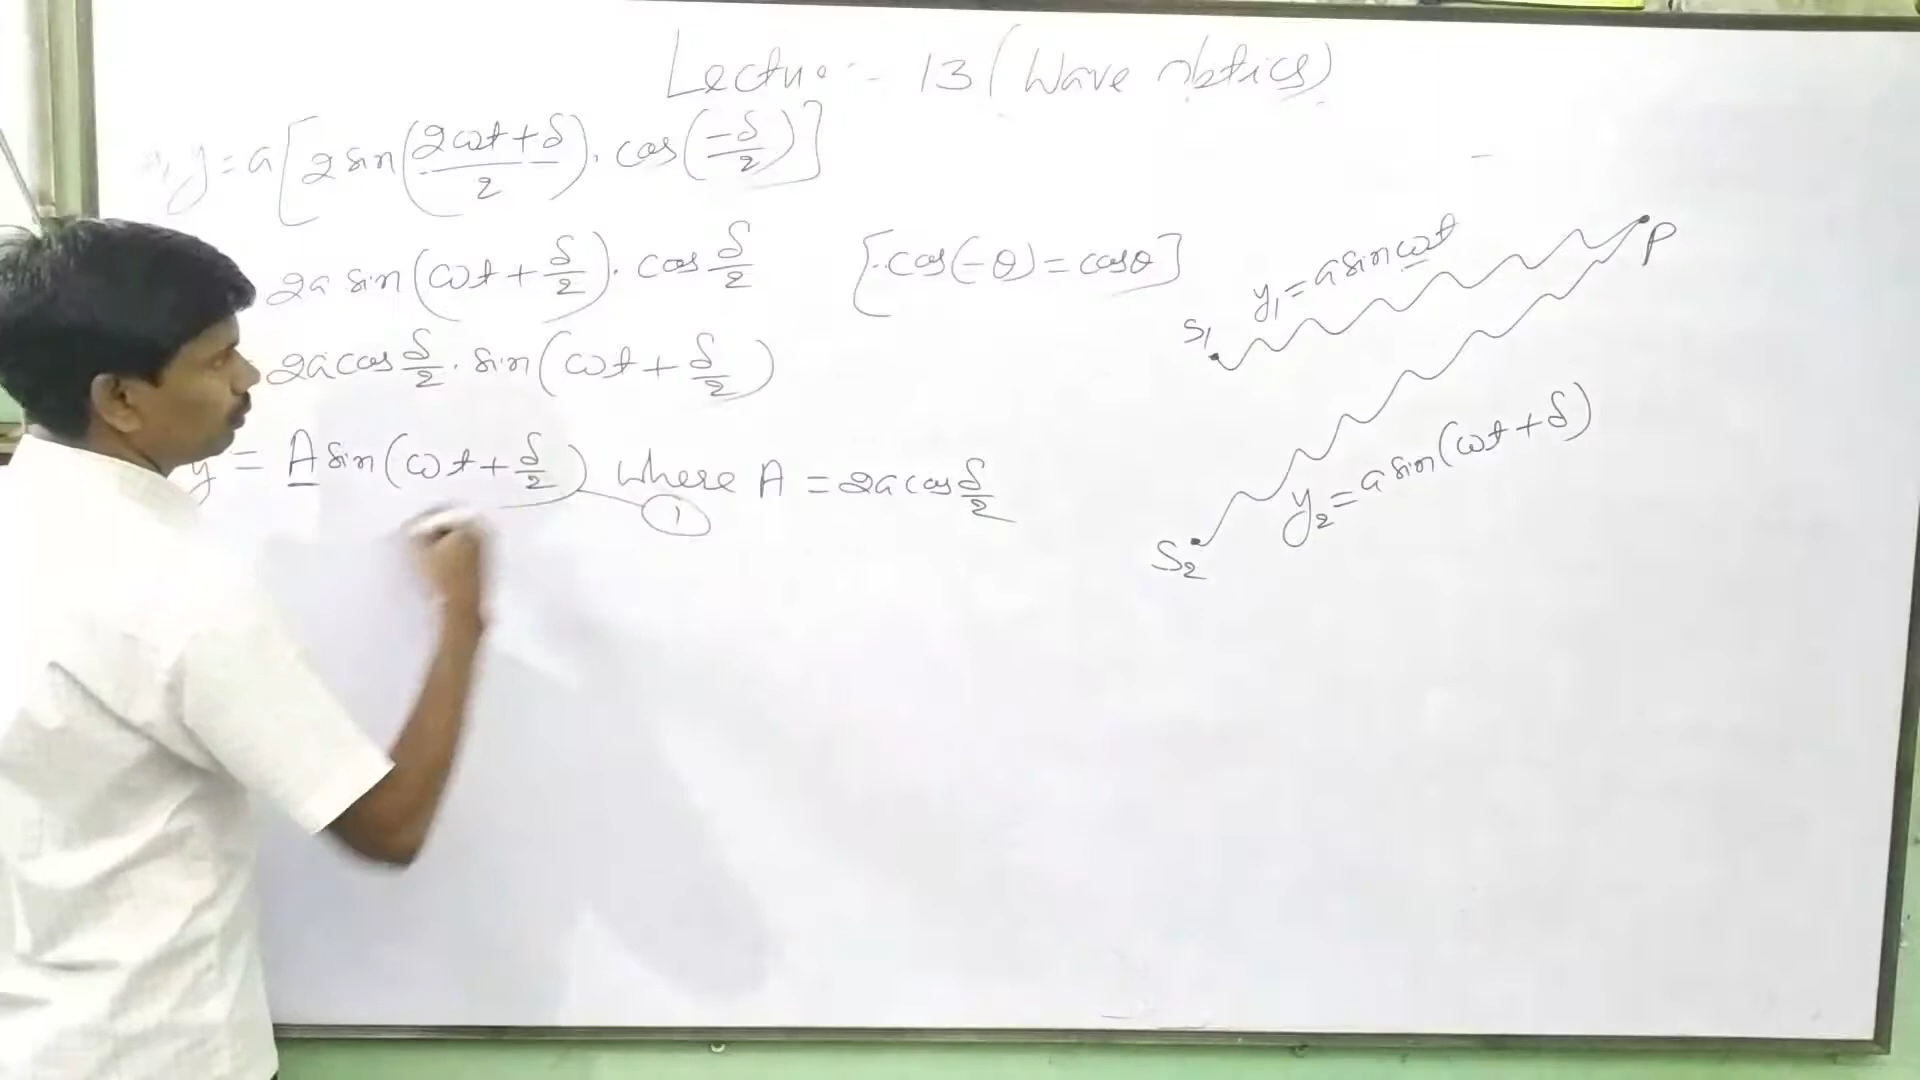 Lectue :- 13 (Wave optics)
y = a[2 sin((2ωt + δ)/2) . cos(-δ/2)]
2a sin(ωt + δ/2) . cos δ/2 [∵ cos(-θ) = cosθ]
2a cos δ/2 . sin(ωt + δ/2)
y = A sin(ωt + δ/2) where A = 2a cos δ/2
①
S₁
y₁ = a sin ωt
P
S₂
y₂ = a sin(ωt + δ)